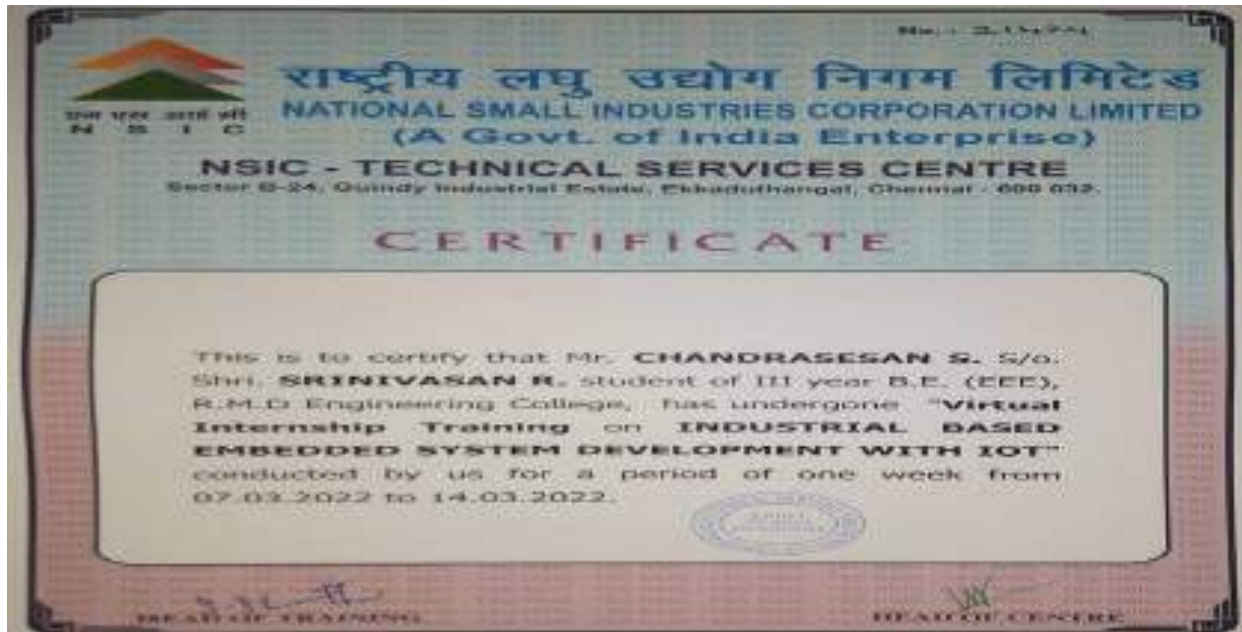 No. :
राष्ट्रीय लघु उद्योग निगम लिमिटेड
एन एस आई सी
N S I C
NATIONAL SMALL INDUSTRIES CORPORATION LIMITED
(A Govt. of India Enterprise)
NSIC - TECHNICAL SERVICES CENTRE
Sector B-24, Guindy Industrial Estate, Ekkaduthangal, Chennai - 600 032.
CERTIFICATE
This is to certify that Mr. CHANDRASESAN S. S/o.
Shri. SRINIVASAN R. student of III year B.E. (EEE),
R.M.D Engineering College, has undergone "Virtual
Internship Training on INDUSTRIAL BASED
EMBEDDED SYSTEM DEVELOPMENT WITH IOT"
conducted by us for a period of one week from
07.03.2022 to 14.03.2022.
HEAD OF TRAINING
HEAD OF CENTRE